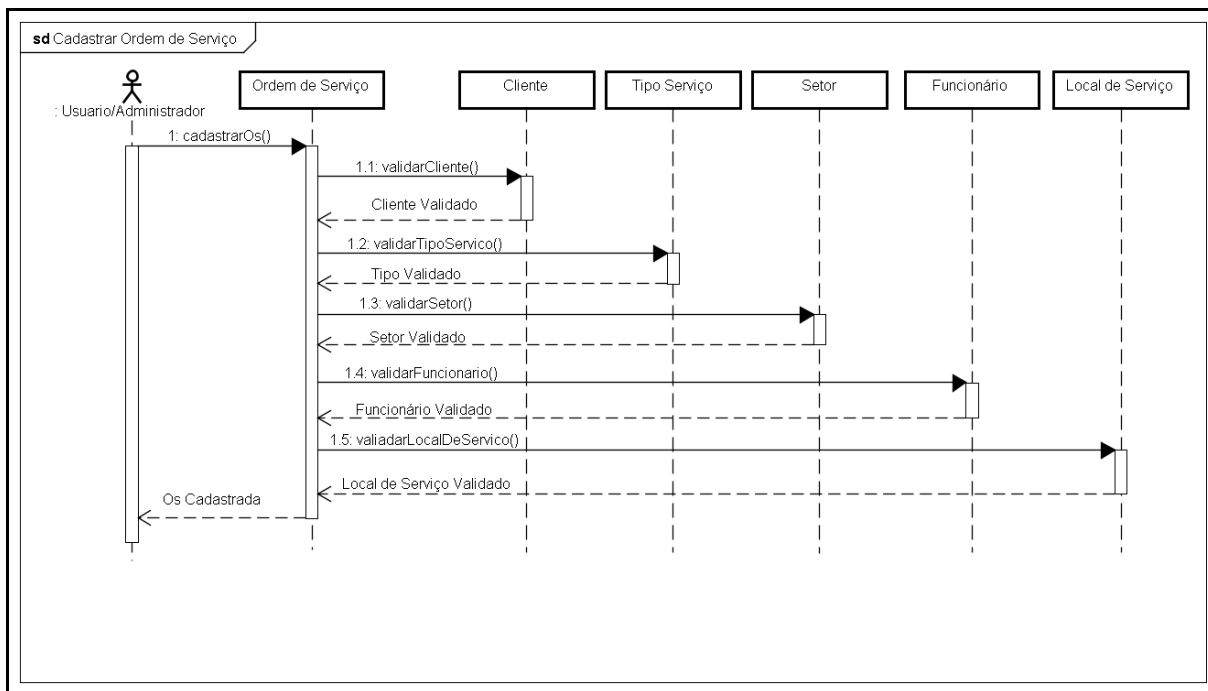 sd Cadastrar Ordem de Serviço
: Usuario/Administrador
Ordem de Serviço
Cliente
Tipo Serviço
Setor
Funcionário
Local de Serviço
1: cadastrarOs()
1.1: validarCliente()
Cliente Validado
1.2: validarTipoServico()
Tipo Validado
1.3: validarSetor()
Setor Validado
1.4: validarFuncionario()
Funcionário Validado
1.5: valiadarLocalDeServico()
Local de Serviço Validado
Os Cadastrada